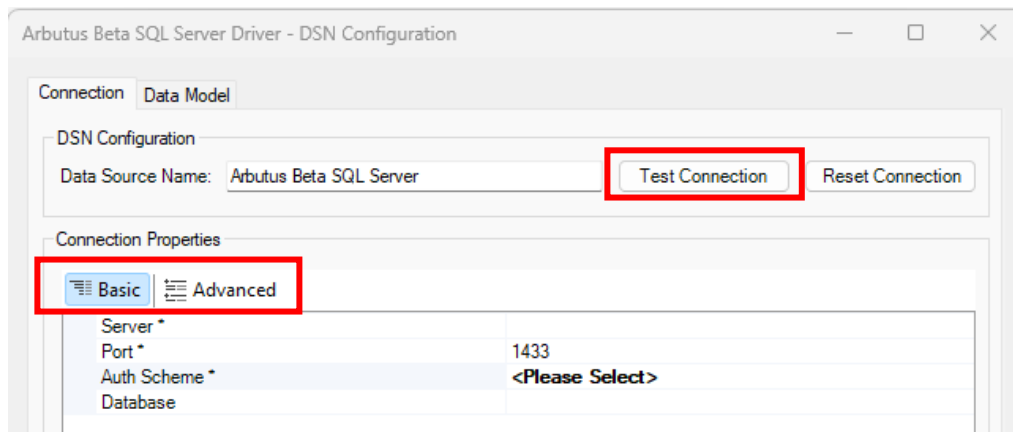 Arbutus Beta SQL Server Driver - DSN Configuration
Connection Data Model
DSN Configuration
Data Source Name: Arbutus Beta SQL Server Test Connection Reset Connection
Connection Properties
Basic Advanced
Server *
Port * 1433
Auth Scheme * <Please Select>
Database